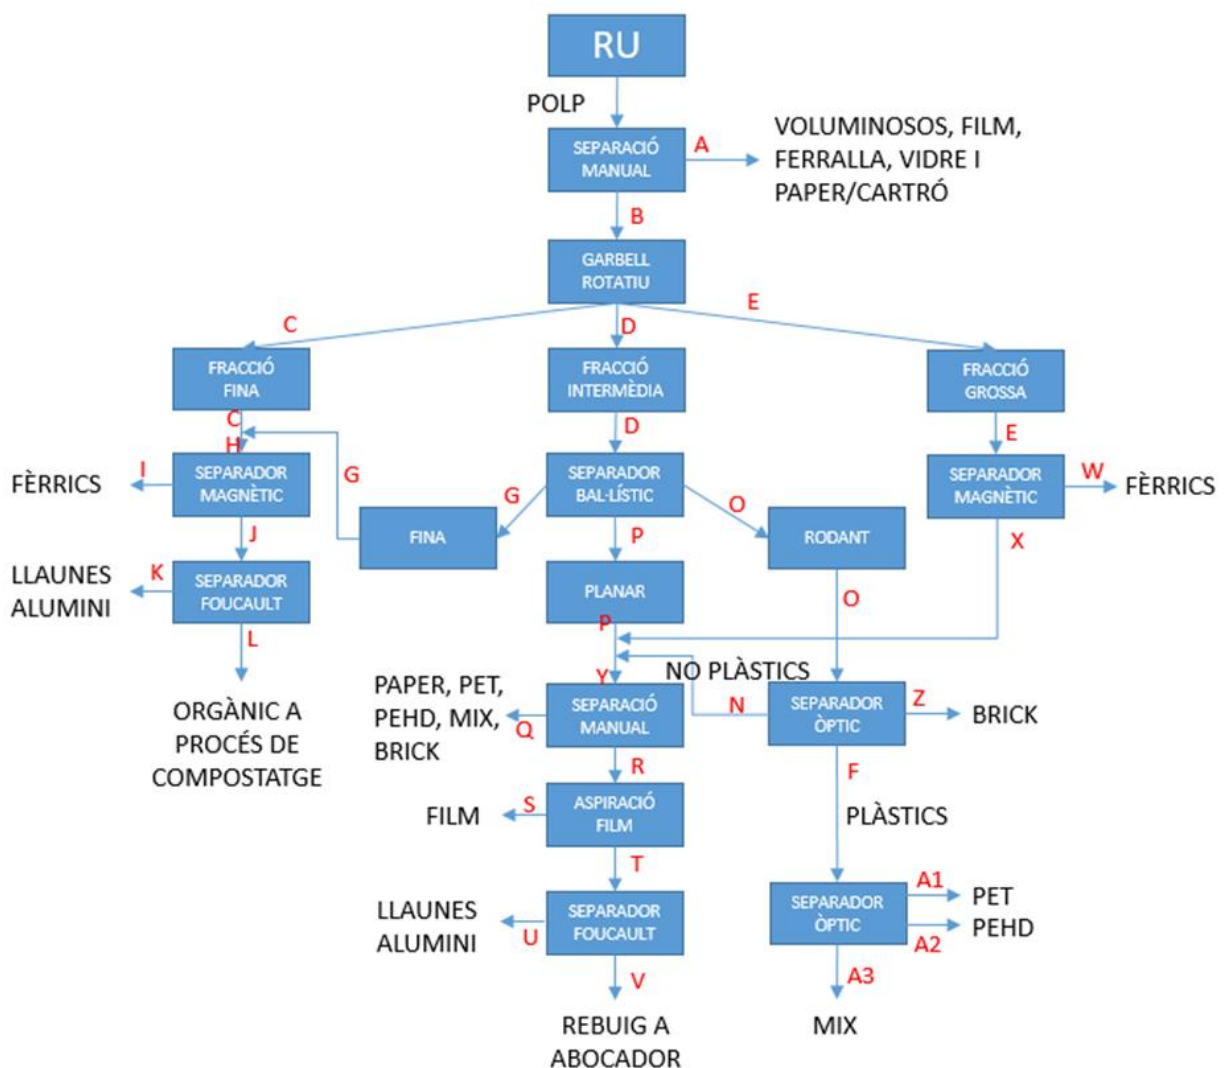 RU
POLP
SEPARACIÓ
MANUAL
A
VOLUMINOSOS, FILM,
FERRALLA, VIDRE I
PAPER/CARTRÓ
B
GARBELL
ROTATIU
C
D
E
FRACCIÓ
FINA
FRACCIÓ
INTERMÈDIA
FRACCIÓ
GROSSA
C
D
E
H
FÈRRICS
I
SEPARADOR
MAGNÈTIC
G
G
SEPARADOR
BAL·LÍSTIC
O
SEPARADOR
MAGNÈTIC
W
FÈRRICS
J
FINA
P
RODANT
X
LLAUNES
ALUMINI
K
SEPARADOR
FOUCAULT
PLANAR
O
L
P
NO PLÀSTICS
Y
ORGÀNIC A
PROCÉS DE
COMPOSTATGE
PAPER, PET,
PEHD, MIX,
BRICK
Q
SEPARACIÓ
MANUAL
N
SEPARADOR
ÒPTIC
Z
BRICK
R
F
FILM
S
ASPIRACIÓ
FILM
PLÀSTICS
T
LLAUNES
ALUMINI
U
SEPARADOR
FOUCAULT
SEPARADOR
ÒPTIC
A1
PET
A2
PEHD
V
A3
REBUIG A
ABOCADOR
MIX